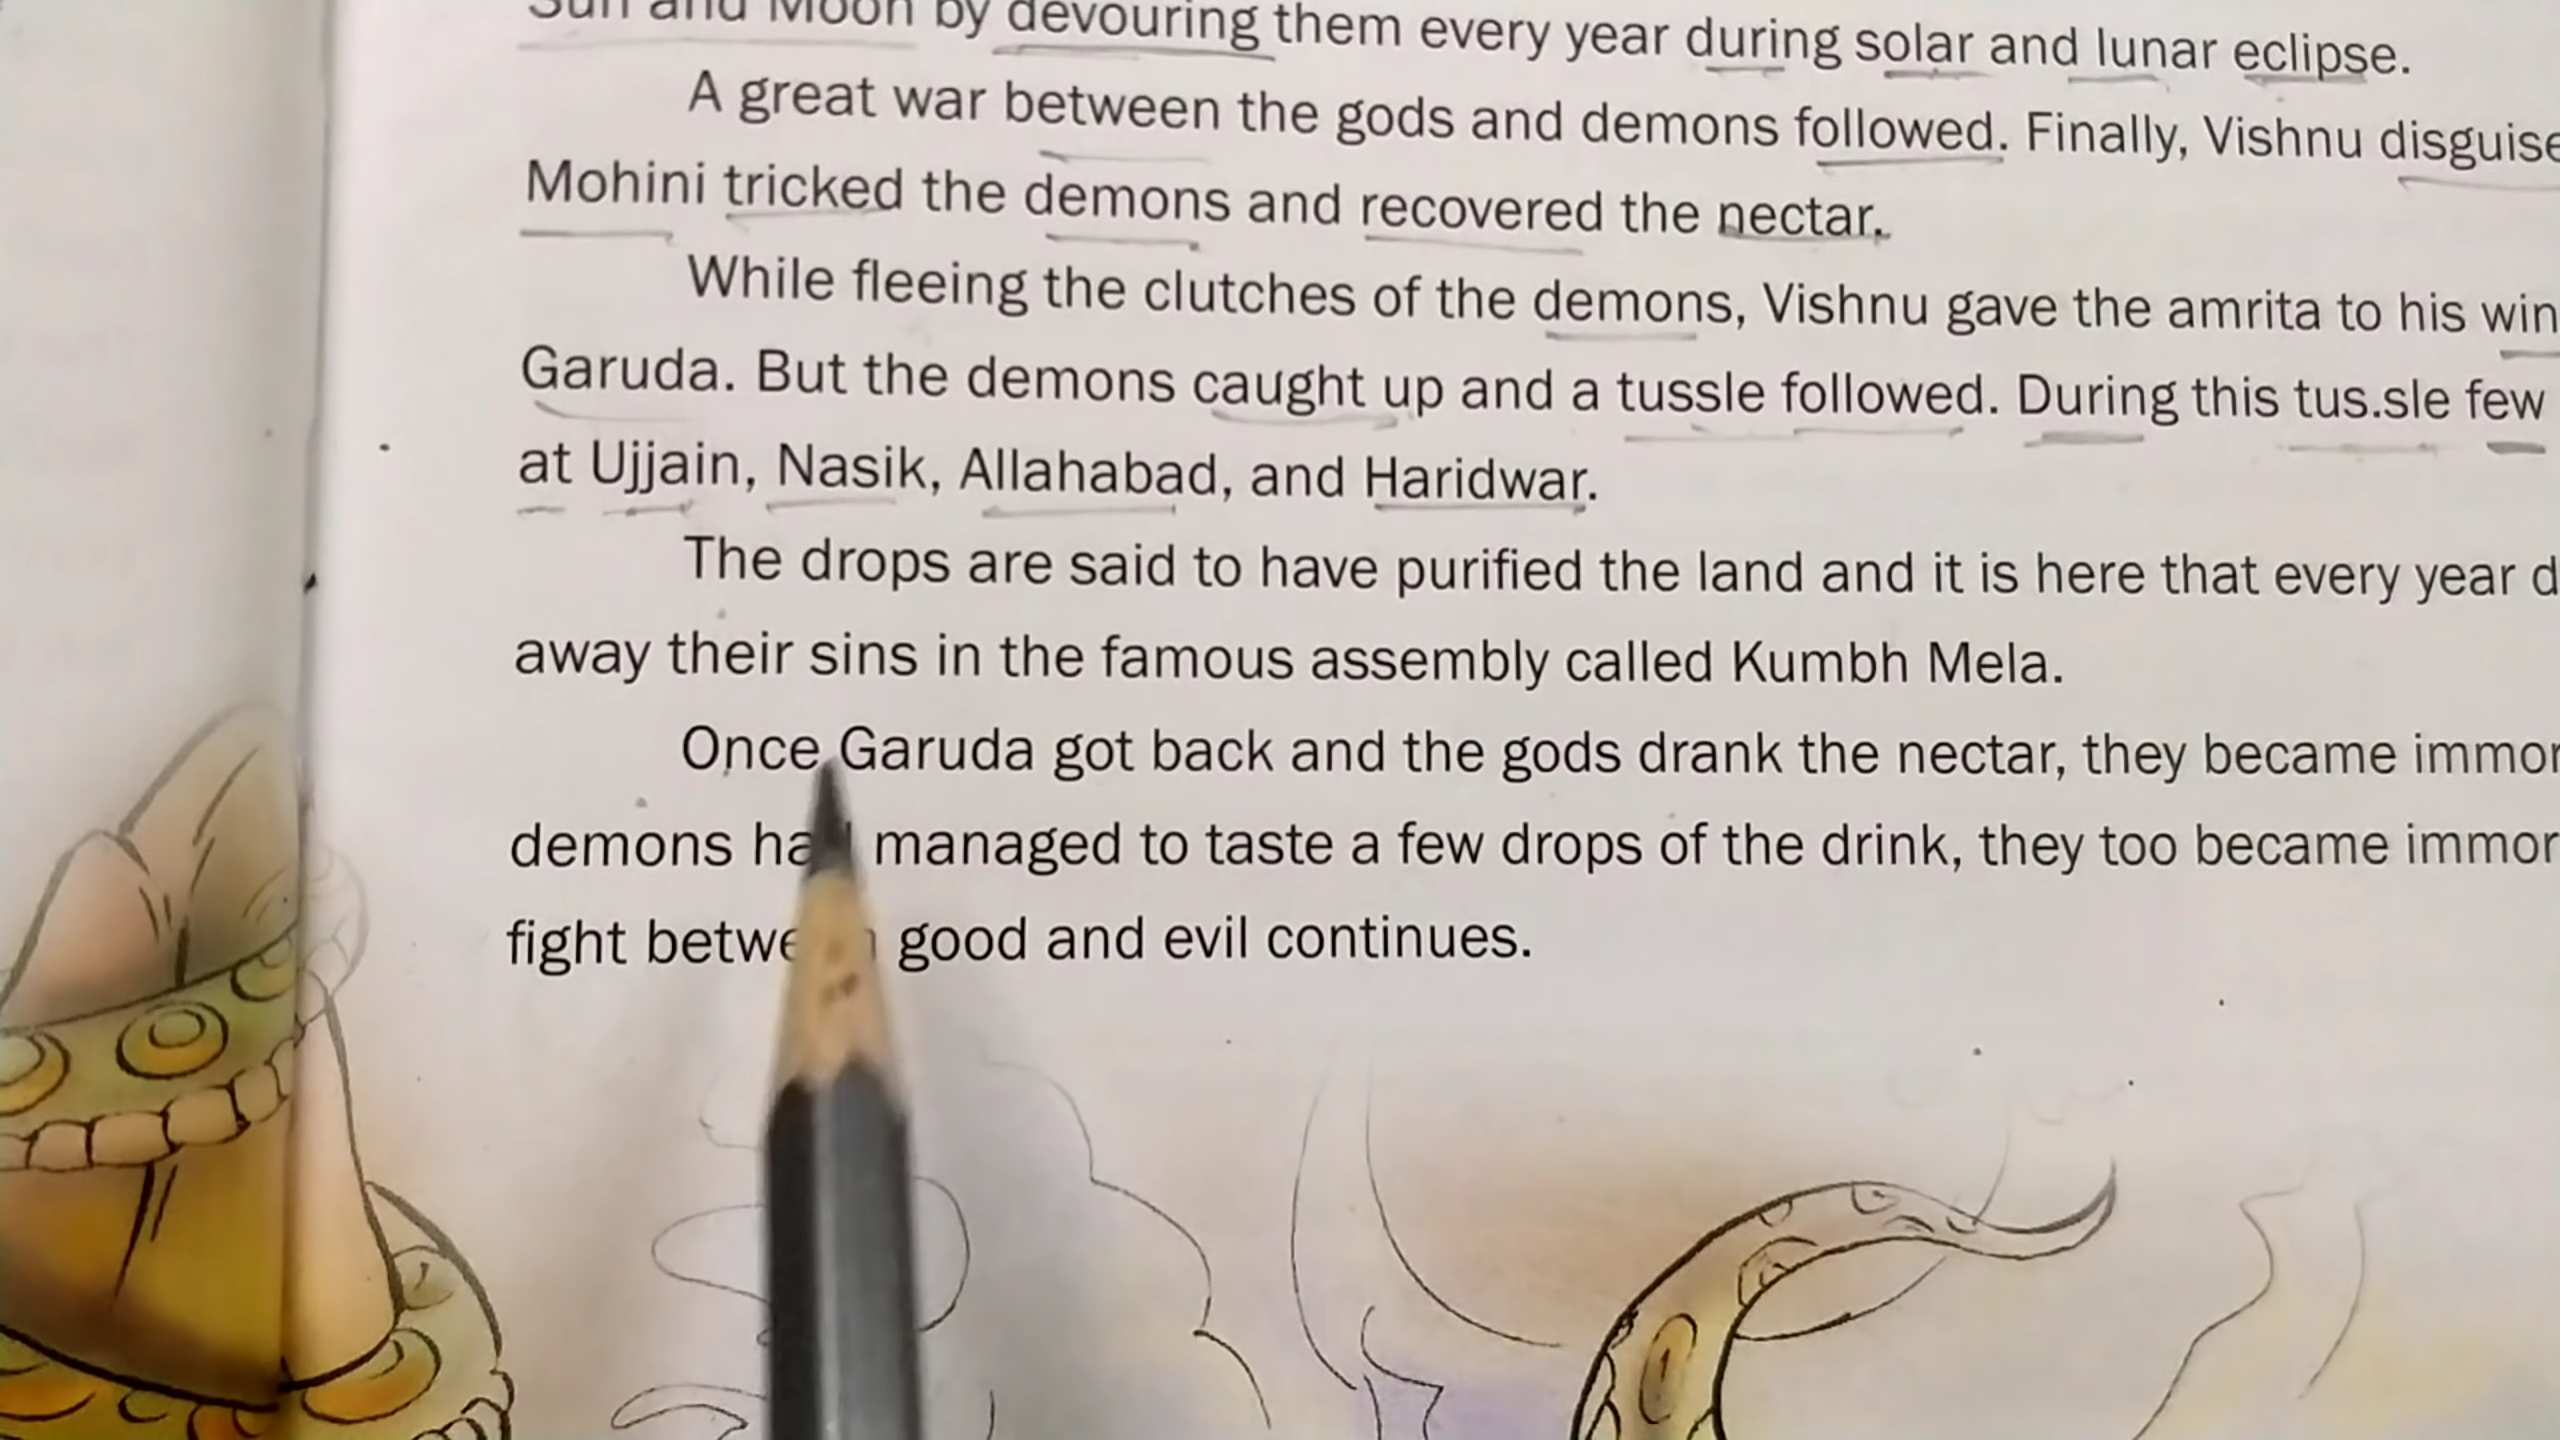 Sun and Moon by devouring them every year during solar and lunar eclipse.
A great war between the gods and demons followed. Finally, Vishnu disguise
Mohini tricked the demons and recovered the nectar.
While fleeing the clutches of the demons, Vishnu gave the amrita to his win
Garuda. But the demons caught up and a tussle followed. During this tus.sle few
at Ujjain, Nasik, Allahabad, and Haridwar.
The drops are said to have purified the land and it is here that every year d
away their sins in the famous assembly called Kumbh Mela.
Once Garuda got back and the gods drank the nectar, they became immor
demons had managed to taste a few drops of the drink, they too became immor
fight between good and evil continues.